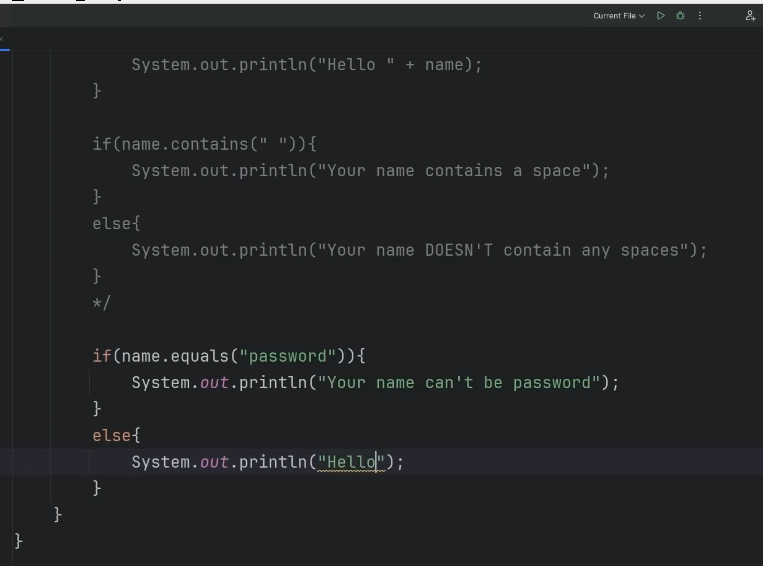 Current File
System.out.println("Hello " + name);
}
if(name.contains(" ")){
System.out.println("Your name contains a space");
}
else{
System.out.println("Your name DOESN'T contain any spaces");
}
*/
if(name.equals("password")){
System.out.println("Your name can't be password");
}
else{
System.out.println("Hello");
}
}
}